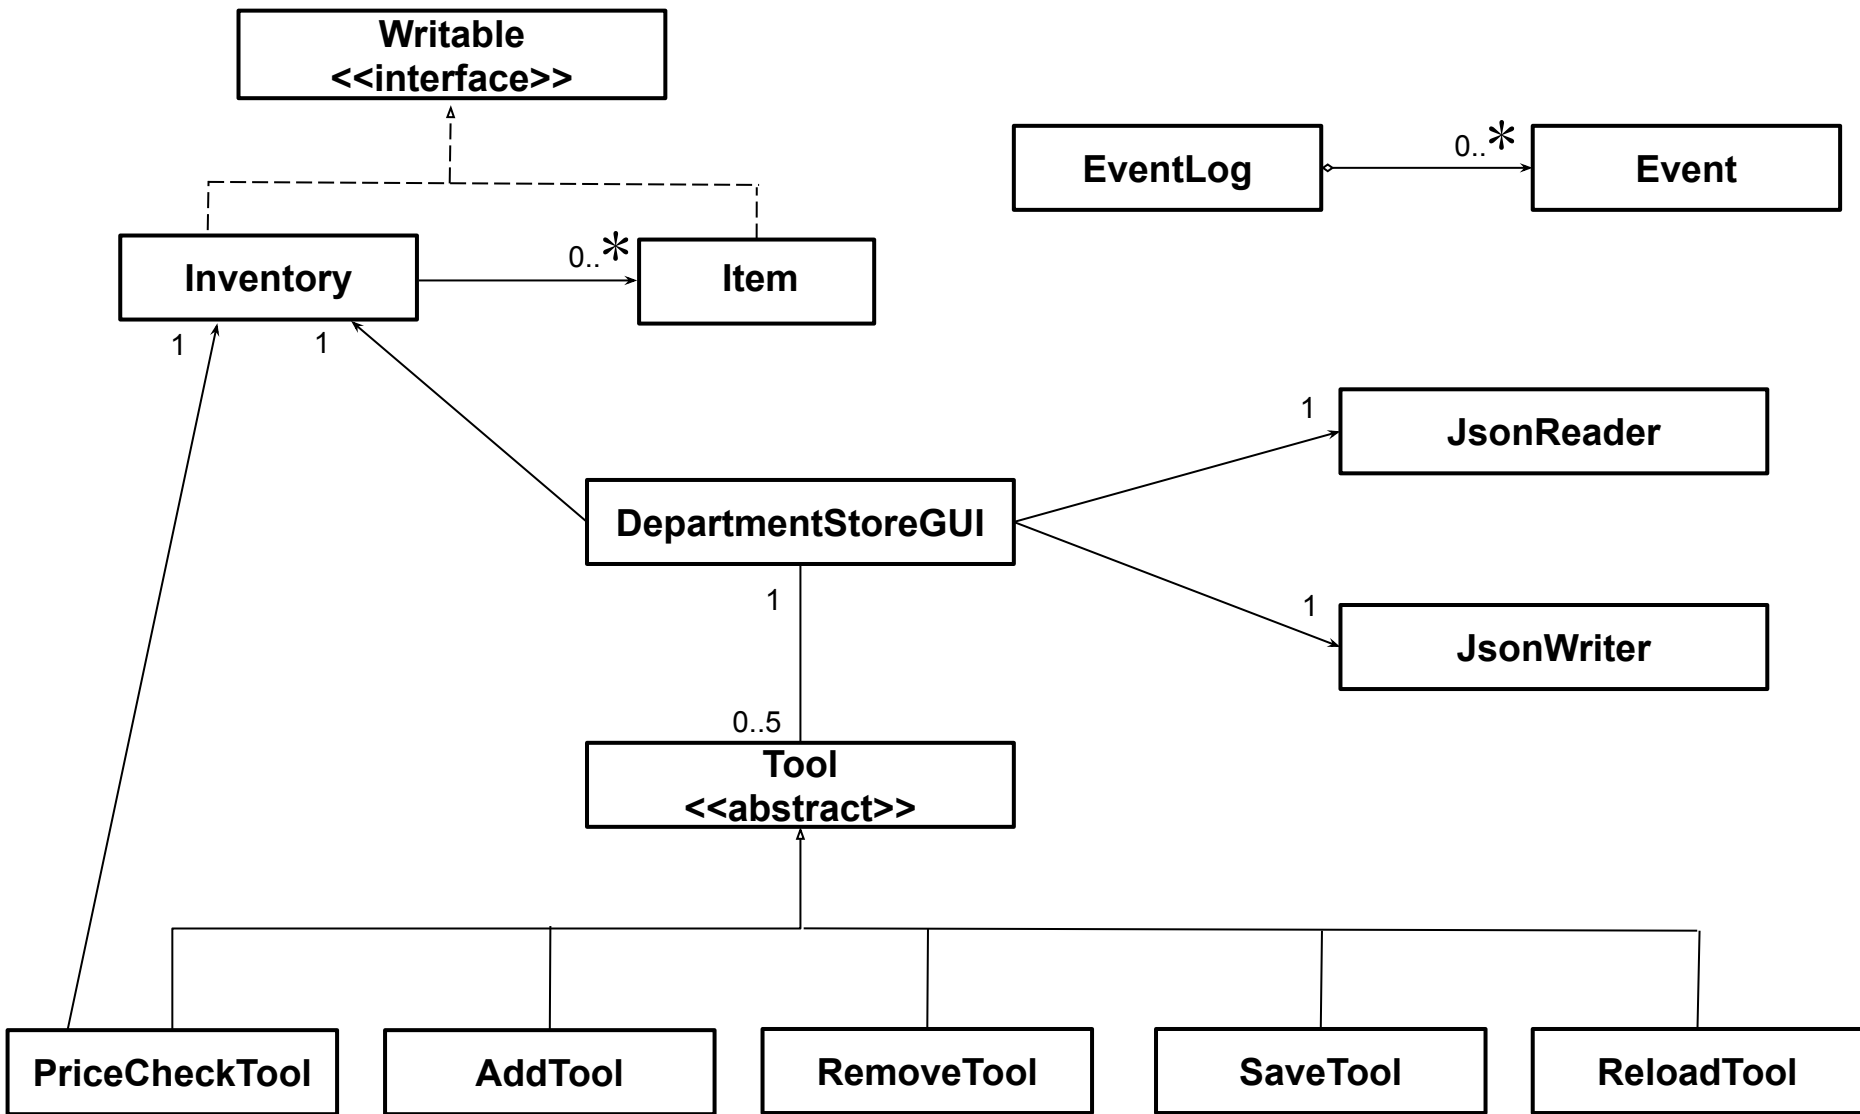 Writable
<<interface>>
EventLog
0..*
Event
Inventory
0..*
Item
1
1
JsonReader
1
DepartmentStoreGUI
1
1
JsonWriter
0..5
Tool
<<abstract>>
PriceCheckTool
AddTool
RemoveTool
SaveTool
ReloadTool